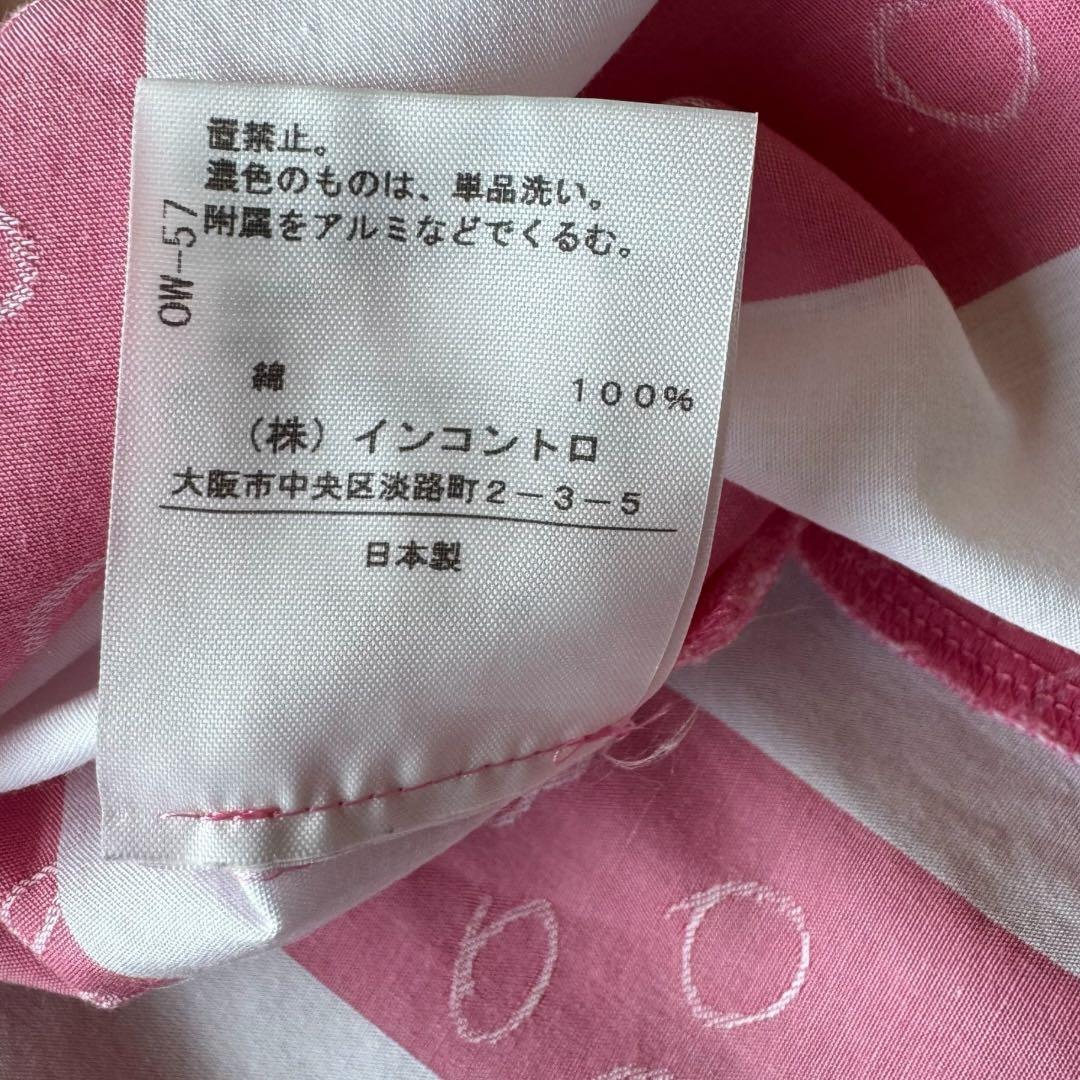 直禁止。
濃色のものは、単品洗い。
附属をアルミなどでくるむ。
OW-57
綿 100%
(株) インコントロ
大阪市中央区淡路町2-3-5
日本製